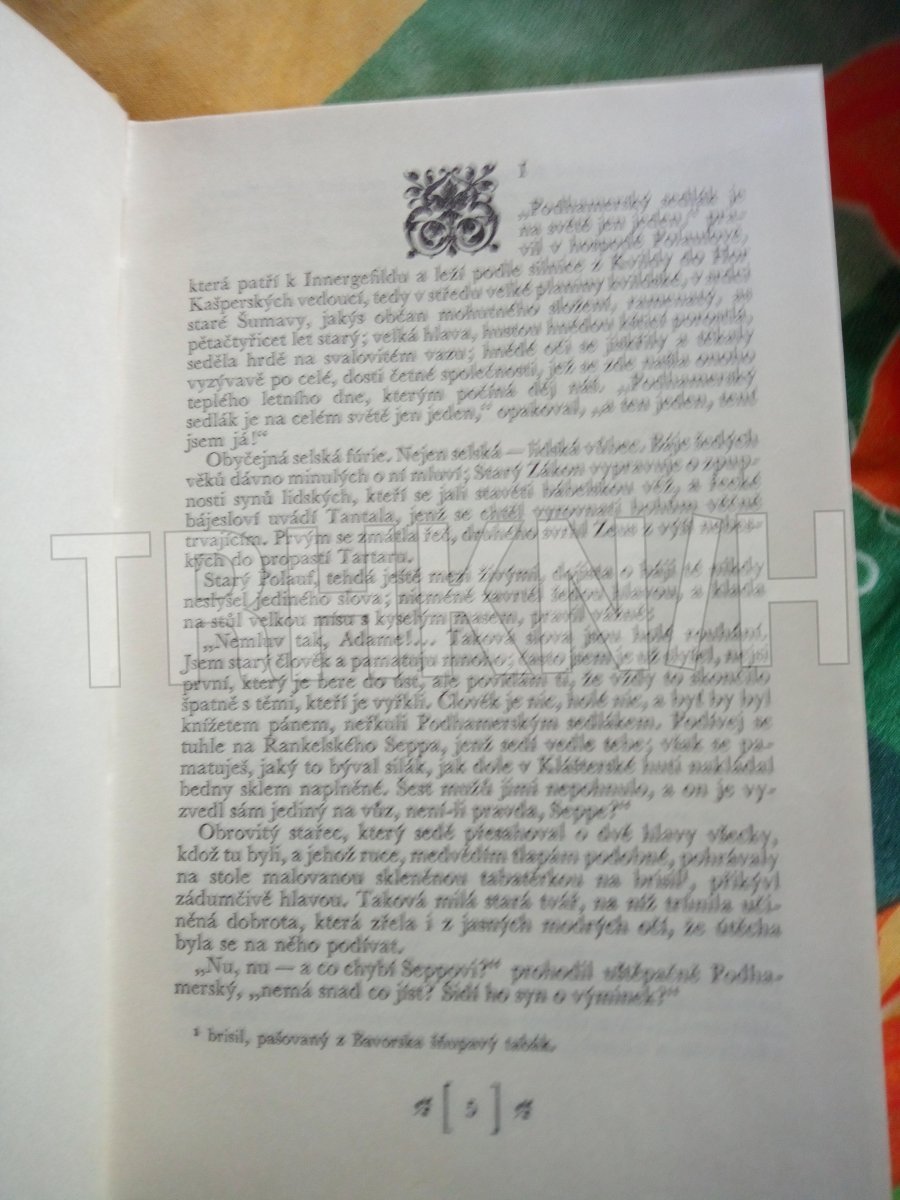 1
„Podhamerský sedlák je
na světě jen jeden,“ pra-
vil v hospodě Polaufově,
která patří k Innergefildu a leží podle silnice z Kvildy do Hor
Kašperských vedoucí, tedy v středu velké planiny kvildské, v srdci
staré Šumavy, jakýs občan mohutného složení, ramenatý, as
pětačtyřicet let starý; velká hlava, hustou hnědou kšticí porostlá,
seděla hrdě na svalovitém vazu; hnědé oči se jiskřily a těkaly
vyzývavě po celé, dosti četné společnosti, jež se zde našla onoho
teplého letního dne, kterým počíná děj náš. „Podhamerský
sedlák je na celém světě jen jeden,“ opakoval, „a ten jeden, teď
jsem já!“
Obyčejná selská fúrie. Nejen selská — lidská vůbec. Báje šedých
věků dávno minulých o ní mluví; Starý Zákon vypravuje o zpup-
nosti synů lidských, kteří se jali stavěti bábelskou věž, a řecké
bájesloví uvádí Tantala, jenž se chtěl vyrovnati bohům věčně
trvajícím. Prvým se zmátla řeč, druhého svrhl Zeus z výší nebes-
kých do propasti Tartaru.
Starý Polauf, tehdá ještě mezi živými, dojista o báji té nikdy
neslyšel jediného slova; nicméně zavrtěl šedou hlavou, a klada
na stůl velkou mísu s kyselým masem, pravil vážně:
„Nemluv tak, Adame!... Taková slova jsou holé rouhání.
Jsem starý člověk a pamatuju mnoho; často jsem je už slyšel, nejsi
první, který je bere do úst, ale povídám ti, že vždy to skončilo
špatně s těmi, kteří je vyřkli. Člověk je nic, holé nic, a byť by byl
knížetem pánem, neřkuli Podhamerským sedlákem. Podívej se
tuhle na Rankelského Seppa, jenž sedí vedle tebe; však se pa-
matuješ, jaký to býval silák, jak dole v Klášterské huti nakládal
bedny sklem naplněné. Šest mužů jimi nepohnulo, a on je vy-
zvedl sám jediný na vůz, není-li pravda, Seppe?“
Obrovitý stařec, který sedě přesahoval o dvě hlavy všecky,
kdož tu byli, a jehož ruce, medvědím tlapám podobné, pohrávaly
na stole malovanou skleněnou tabatěrkou na brisil¹, přikývl
zádumčivě hlavou. Taková milá stará tvář, na níž trůnila uči-
něná dobrota, která zřela i z jasných modrých očí, že útěcha
byla se na něho podívat.
„Nu, nu — a co chybí Seppovi?“ prohodil uštěpačně Podha-
merský, „nemá snad co jíst? Šidí ho syn o výminek?“
¹ brisil, pašovaný z Bavorska šňupavý tabák.
[ 5 ]
TRHKNIH